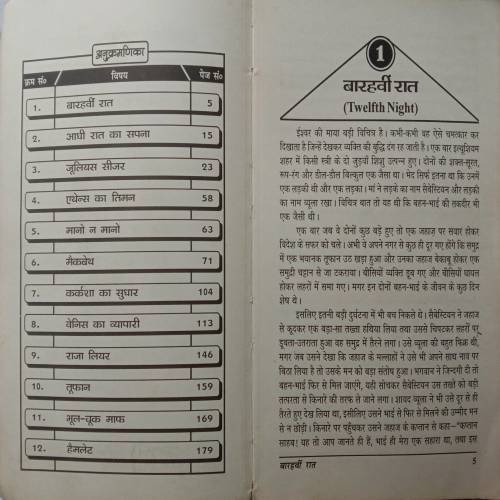 अनुक्रमणिका
क्रम सं० विषय पेज सं०
1. बारहवीं रात 5
2. आधी रात का सपना 15
3. जूलियस सीजर 23
4. एथेन्स का तिमन 58
5. मानो न मानो 63
6. मैकबेथ 71
7. कर्कशा का सुधार 104
8. वेनिस का व्यापारी 113
9. राजा लियर 146
10. तूफान 159
11. भूल-चूक माफ 169
12. हैमलेट 179
1
बारहवीं रात
(Twelfth Night)
ईश्वर की माया बड़ी विचित्र है। कभी-कभी वह ऐसे चमत्कार कर
दिखाता है जिन्हें देखकर व्यक्ति की बुद्धि दंग रह जाती है। एक बार इल्यूशियम
शहर में किसी स्त्री के दो जुड़वाँ शिशु उत्पन्न हुए। दोनों की शक्ल-सूरत,
रूप-रंग और डील-डौल बिल्कुल एक जैसा था। भेद सिर्फ इतना था कि उनमें
एक लड़की थी और एक लड़का। मां ने लड़के का नाम सैबेस्टियन और लड़की
का नाम व्यूला रखा। विचित्र बात तो यह थी कि बहन-भाई की तकदीर भी
एक जैसी थी।
एक बार जब वे दोनों कुछ बड़े हुए तो एक जहाज पर सवार होकर
विदेश के सफर को चले। अभी वे अपने नगर से कुछ ही दूर गए होंगे कि समुद्र
में एक भयानक तूफान उठ खड़ा हुआ और उनका जहाज बेकाबू होकर एक
समुद्री चट्टान से जा टकराया। बीसियों व्यक्ति डूब गए और बीसियों घायल
होकर लहरों में समा गए। मगर इन दोनों बहन-भाई के जीवन के कुछ दिन
शेष थे।
इसलिए इतनी बड़ी दुर्घटना में भी बच निकले थे। सैबेस्टियन ने जहाज
से कूदकर एक बड़ा-सा तख्ता हथिया लिया तथा उससे चिपटकर लहरों पर
डूबता-उतराता हुआ वह समुद्र में तैरने लगा। उसे व्यूला की बहुत फिक्र थी,
मगर जब उसने देखा कि जहाज के मल्लाहों ने उसे भी अपने साथ नाव पर
बिठा लिया है तो उसके मन को बड़ा संतोष हुआ। भगवान ने जिन्दगी दी तो
बहन-भाई फिर से मिल जाएंगे, यही सोचकर सैबेस्टियन उस तख्ते को बड़ी
तत्परता से किनारे की तरफ ले जाने लगा। शायद व्यूला ने भी उसे दूर से ही
तैरते हुए देख लिया था, इसीलिए उसने भाई से फिर से मिलने की उम्मीद मन
से न छोड़ी। किनारे पर पहुँचकर उसने जहाज के कप्तान से कहा—"कप्तान
साहब! यह तो आप जानते ही हैं, भाई ही मेरा एक सहारा था, तथा इस
बारहवीं रात 5